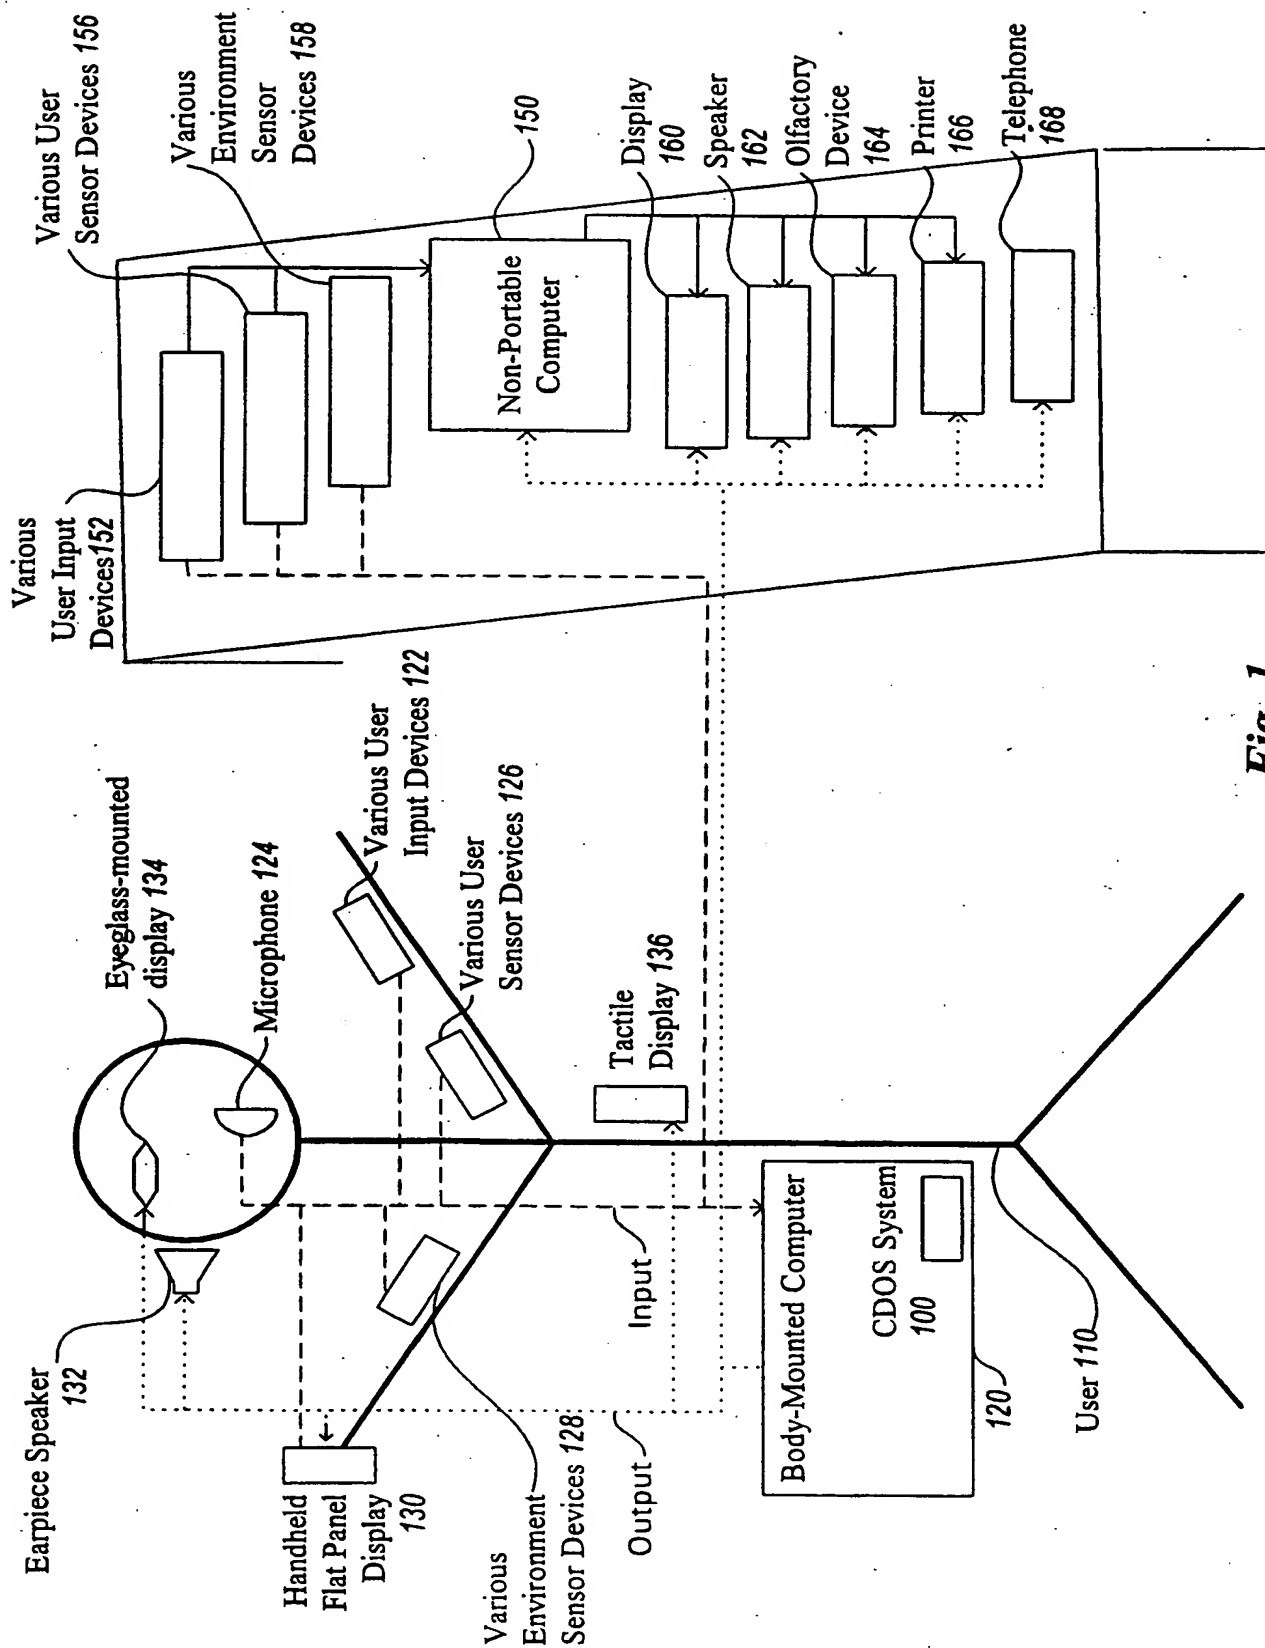 Earpiece Speaker
132
Eyeglass-mounted
display 134
Microphone 124
Handheld
Flat Panel
Display
130
Various User
Input Devices 122
Various User
Sensor Devices 126
Various
Environment
Sensor Devices 128
Tactile
Display 136
Output
Input
Body-Mounted Computer
CDOS System
100
120
User 110
Various
User Input
Devices152
Various User
Sensor Devices 156
Various
Environment
Sensor
Devices 158
Non-Portable
Computer
150
Display
160
Speaker
162
Olfactory
Device
164
Printer
166
Telephone
168
Fig. 1